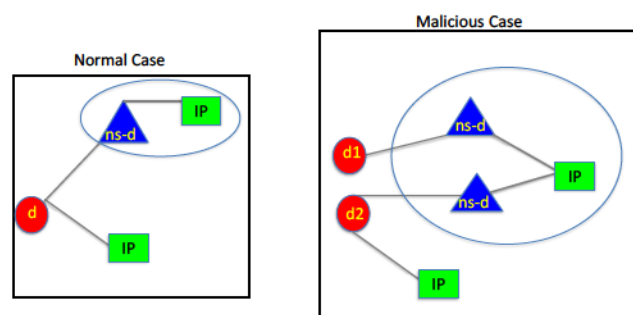 Malicious Case
Normal Case
IP
ns-d
ns-d
d1
IP
d
d2
ns-d
IP
IP